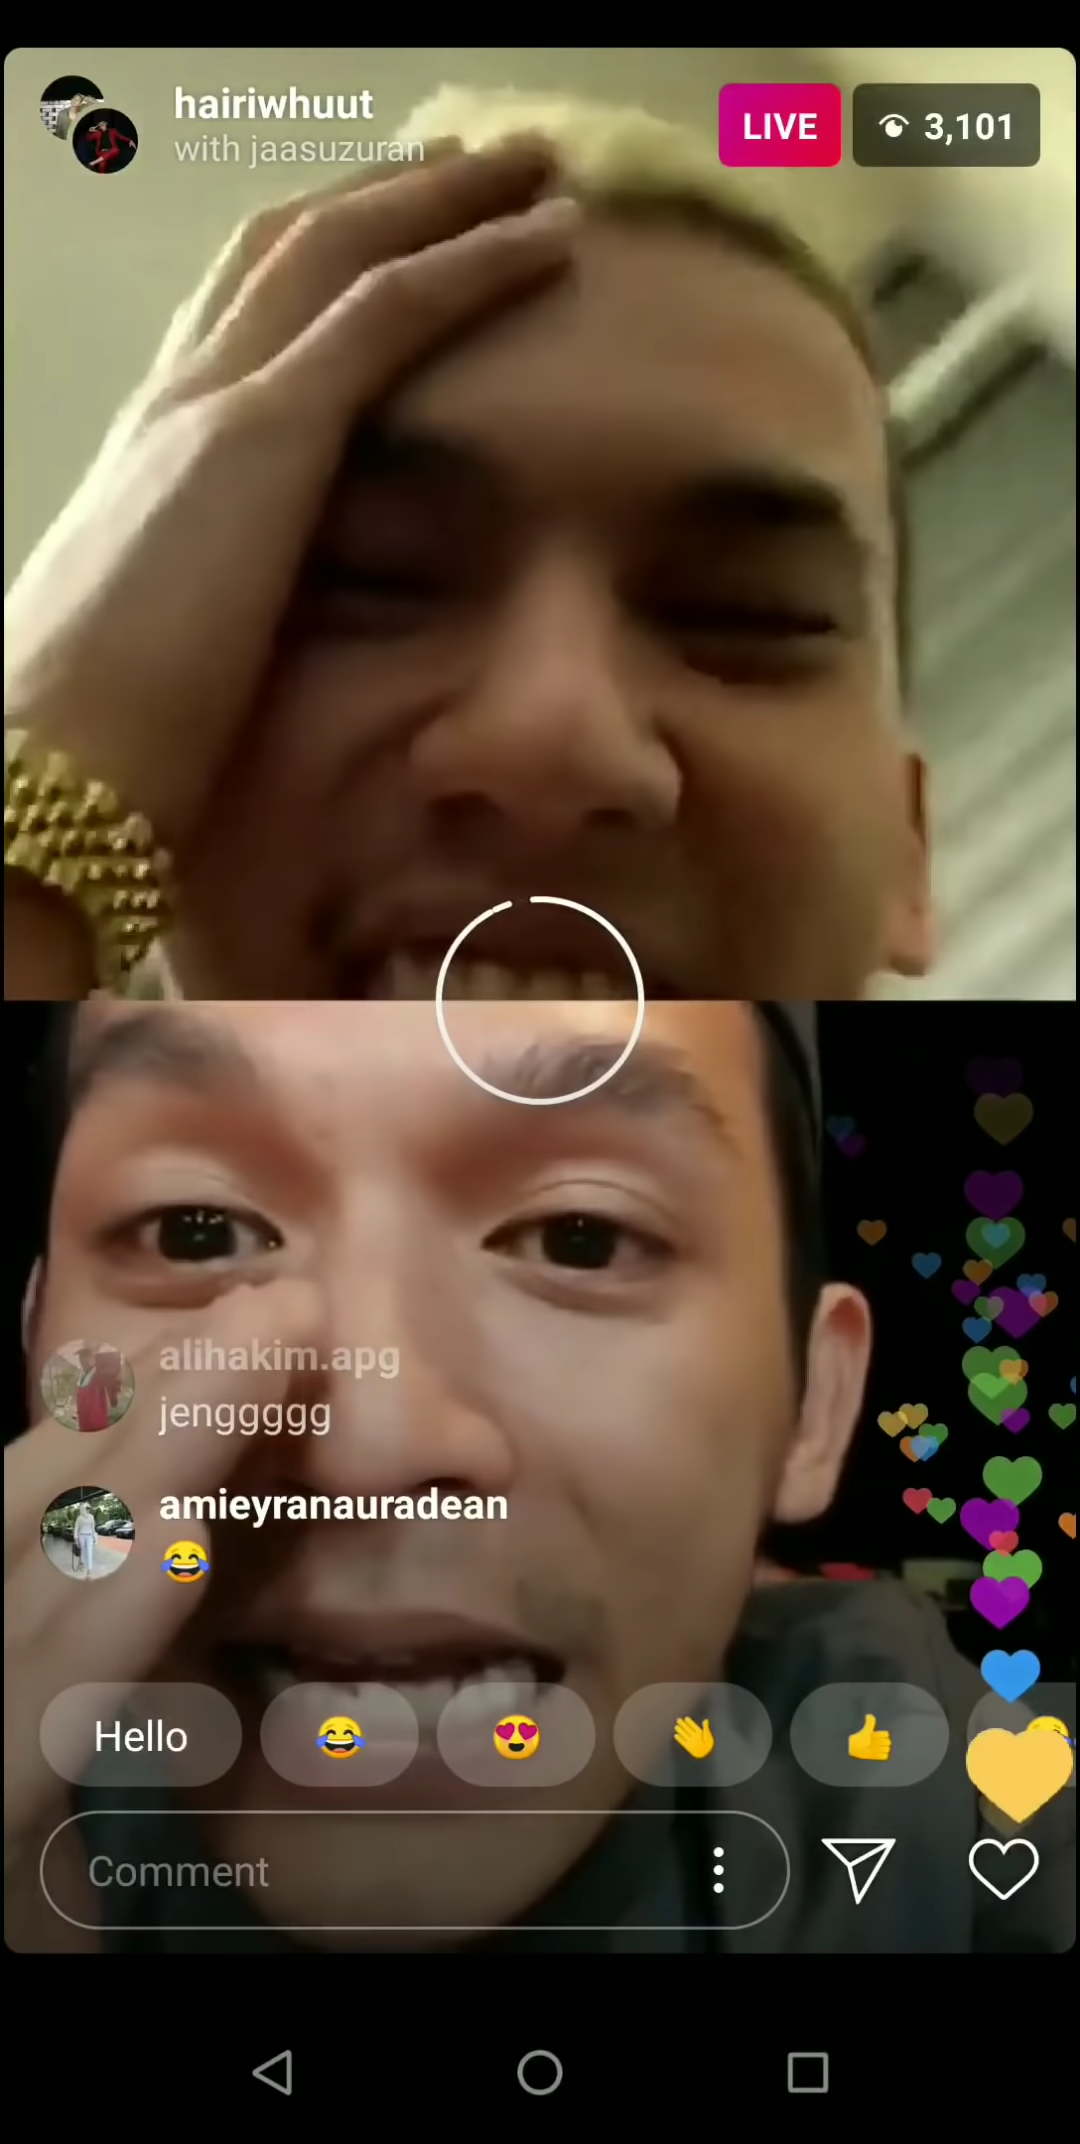 hairiwhuut
with jaasuzuran
LIVE
3,101
alihakim.apg
jenggggg
amieyranauradean
😂
Hello 😂 😍 👋 👍 😂
Comment